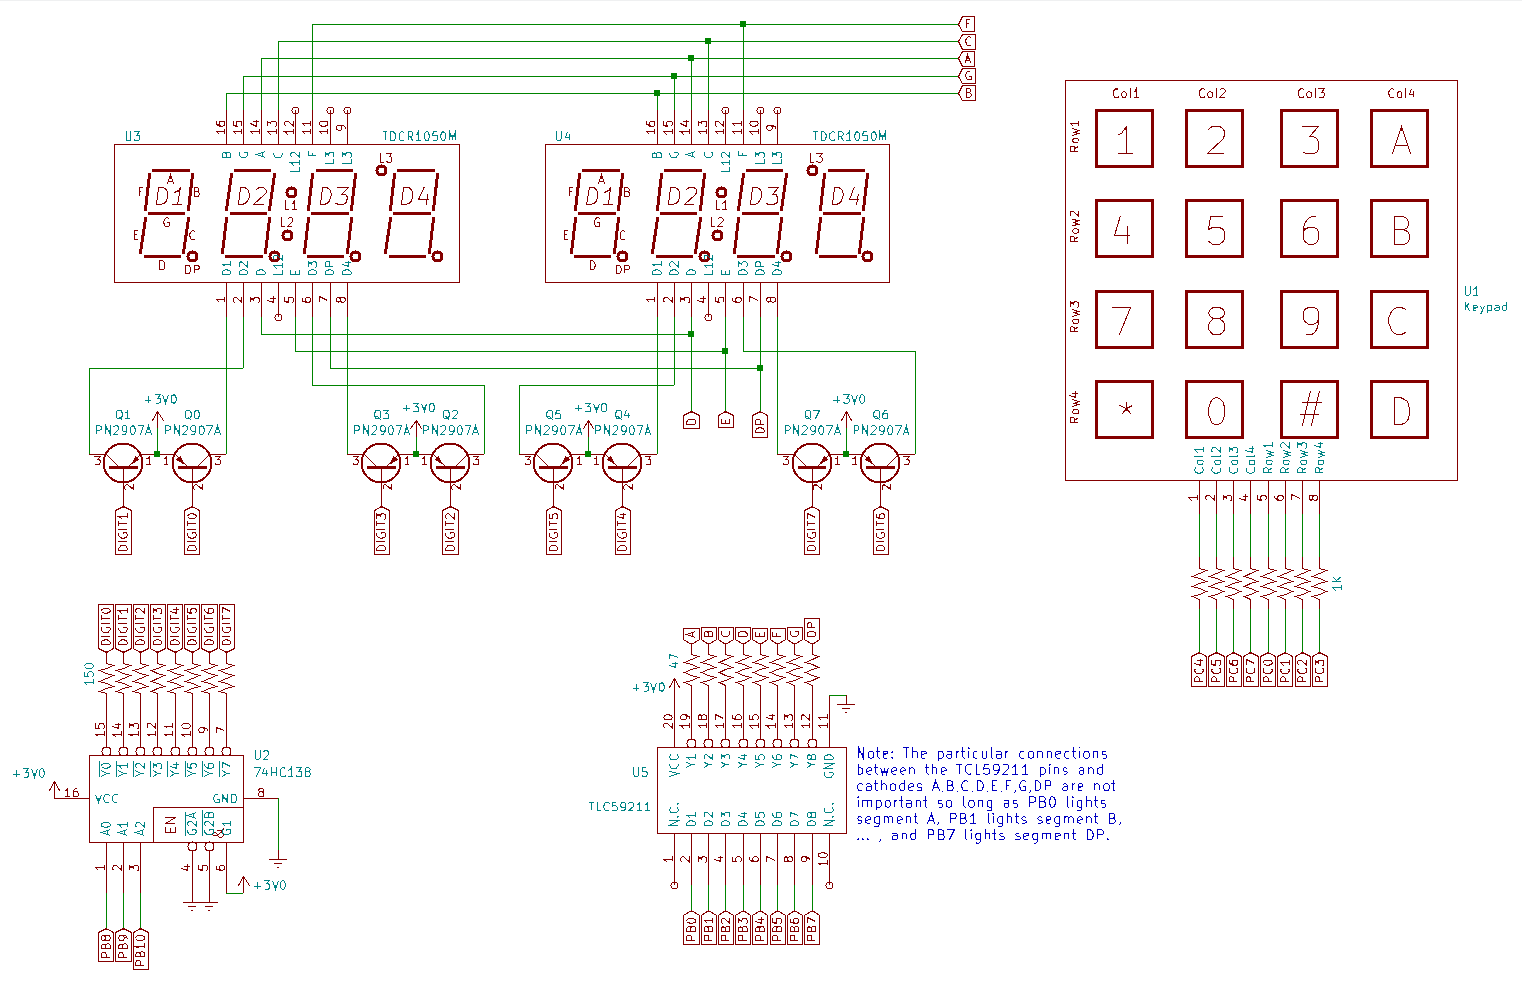 F
C
A
G
B
U3
16
15
14
13
12
11
10
9
TDCR1050M
B
G
A
C
L12
F
L3
L3
D1
D2
D3
D4
A
F
B
G
E
C
D
DP
L1
L2
L3
D1
D2
D
L12
E
D3
DP
D4
1
2
3
4
5
6
7
8
U4
16
15
14
13
12
11
10
9
TDCR1050M
B
G
A
C
L12
F
L3
L3
D1
D2
D3
D4
A
F
B
G
E
C
D
DP
L1
L2
L3
D1
D2
D
L12
E
D3
DP
D4
1
2
3
4
5
6
7
8
Col1 Col2 Col3 Col4
Row1 1 2 3 A
Row2 4 5 6 B
Row3 7 8 9 C
Row4 * 0 # D
U1
Keypad
Col1
Col2
Col3
Col4
Row1
Row2
Row3
Row4
1
2
3
4
5
6
7
8
1K
PC4
PC5
PC6
PC7
PC0
PC1
PC2
PC3
+3V0
Q1 Q0
PN2907A PN2907A
3 1 1 3
2 2
DIGIT1
DIGIT0
+3V0
Q3 Q2
PN2907A PN2907A
3 1 1 3
2 2
DIGIT3
DIGIT2
+3V0
Q5 Q4
PN2907A PN2907A
3 1 1 3
2 2
DIGIT5
DIGIT4
D
E
DP
+3V0
Q7 Q6
PN2907A PN2907A
3 1 1 3
2 2
DIGIT7
DIGIT6
DIGIT0
DIGIT1
DIGIT2
DIGIT3
DIGIT4
DIGIT5
DIGIT6
DIGIT7
150
15
14
13
12
11
10
9
7
U2
74HC138
Y0
Y1
Y2
Y3
Y4
Y5
Y6
Y7
+3V0
16
VCC
GND
8
A0
A1
A2
EN
G2A
G2B
&
G1
1
2
3
4
5
6
+3V0
PB8
PB9
PB10
A
B
C
D
E
F
G
DP
47
+3V0
20
19
18
17
16
15
14
13
12
11
U5
TLC59211
VCC
Y1
Y2
Y3
Y4
Y5
Y6
Y7
Y8
GND
N.C.
D1
D2
D3
D4
D5
D6
D7
D8
N.C.
1
2
3
4
5
6
7
8
9
10
PB0
PB1
PB2
PB3
PB4
PB5
PB6
PB7
Note: The particular connections
between the TCL59211 pins and
cathodes A,B,C,D,E,F,G,DP are not
important so long as PB0 lights
segment A, PB1 lights segment B,
... , and PB7 lights segment DP.